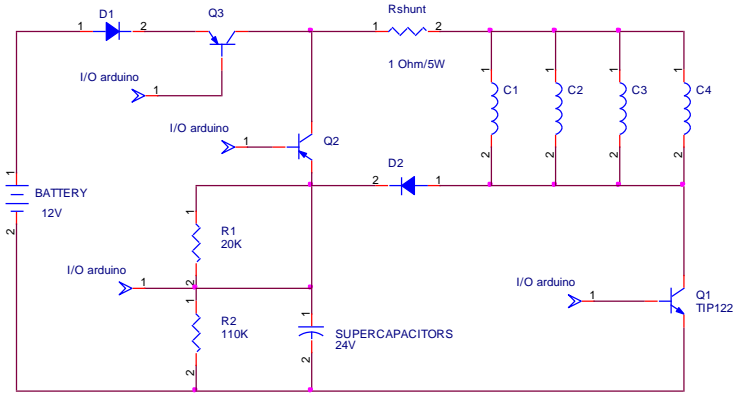 D1
Q3
Rshunt
1
2
1
2
1 Ohm/5W
I/O arduino
1
1
C1
1
C2
1
C3
1
C4
I/O arduino
1
Q2
2
2
2
2
D2
2
1
1
BATTERY
12V
2
1
R1
20K
2
I/O arduino
1
I/O arduino
1
Q1
TIP122
1
R2
110K
2
1
SUPERCAPACITORS
24V
2